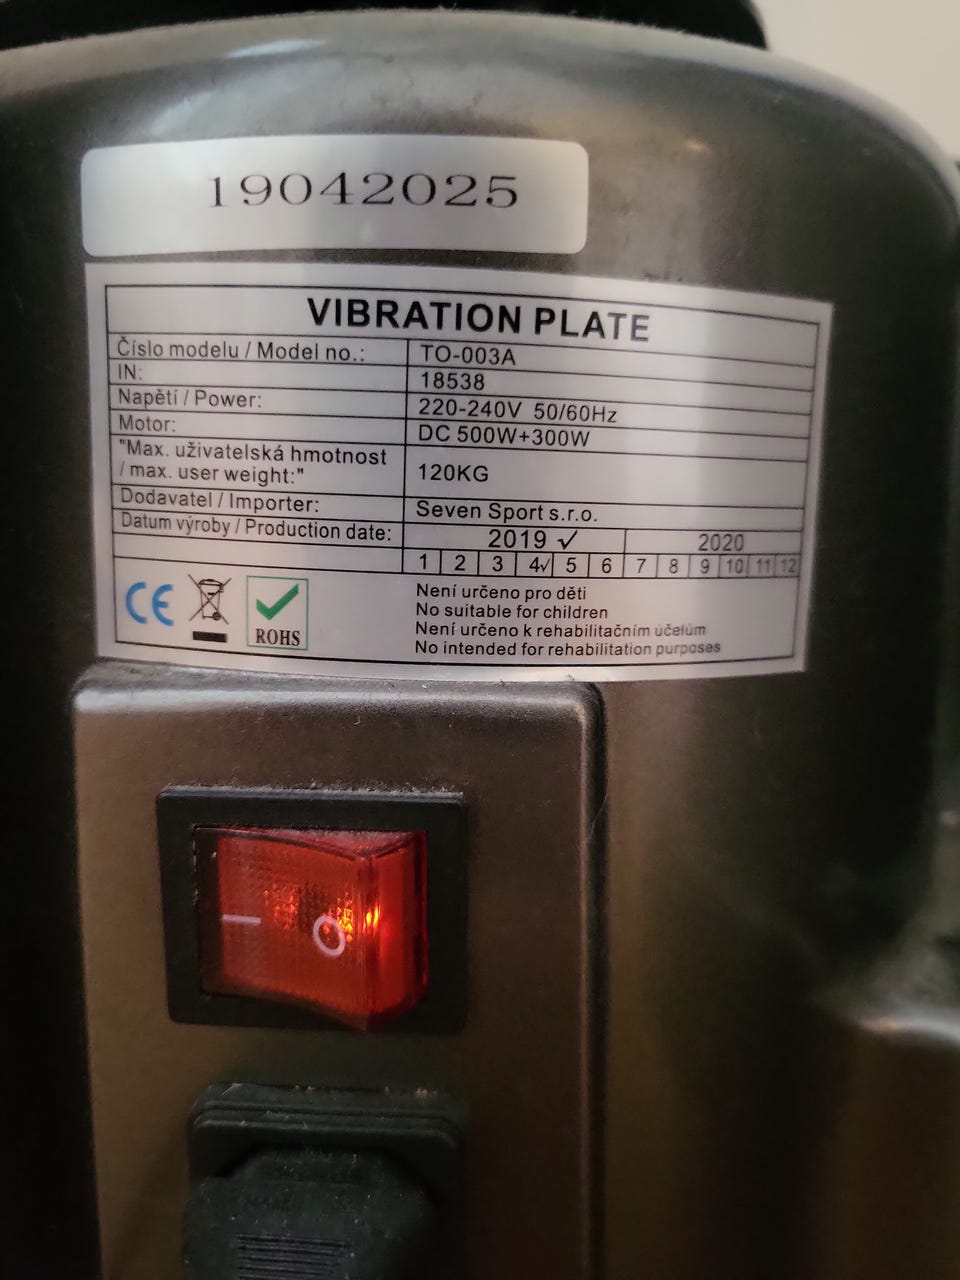 19042025
VIBRATION PLATE
Číslo modelu / Model no.: TO-003A
IN: 18538
Napětí / Power: 220-240V 50/60Hz
Motor: DC 500W+300W
"Max. uživatelská hmotnost
/ max. user weight:" 120KG
Dodavatel / Importer: Seven Sport s.r.o.
Datum výroby / Production date: 2019 ✓ 2020
1 2 3 4✓ 5 6 7 8 9 10 11 12
CE
ROHS
Není určeno pro děti
No suitable for children
Není určeno k rehabilitačním účelům
No intended for rehabilitation purposes
I O